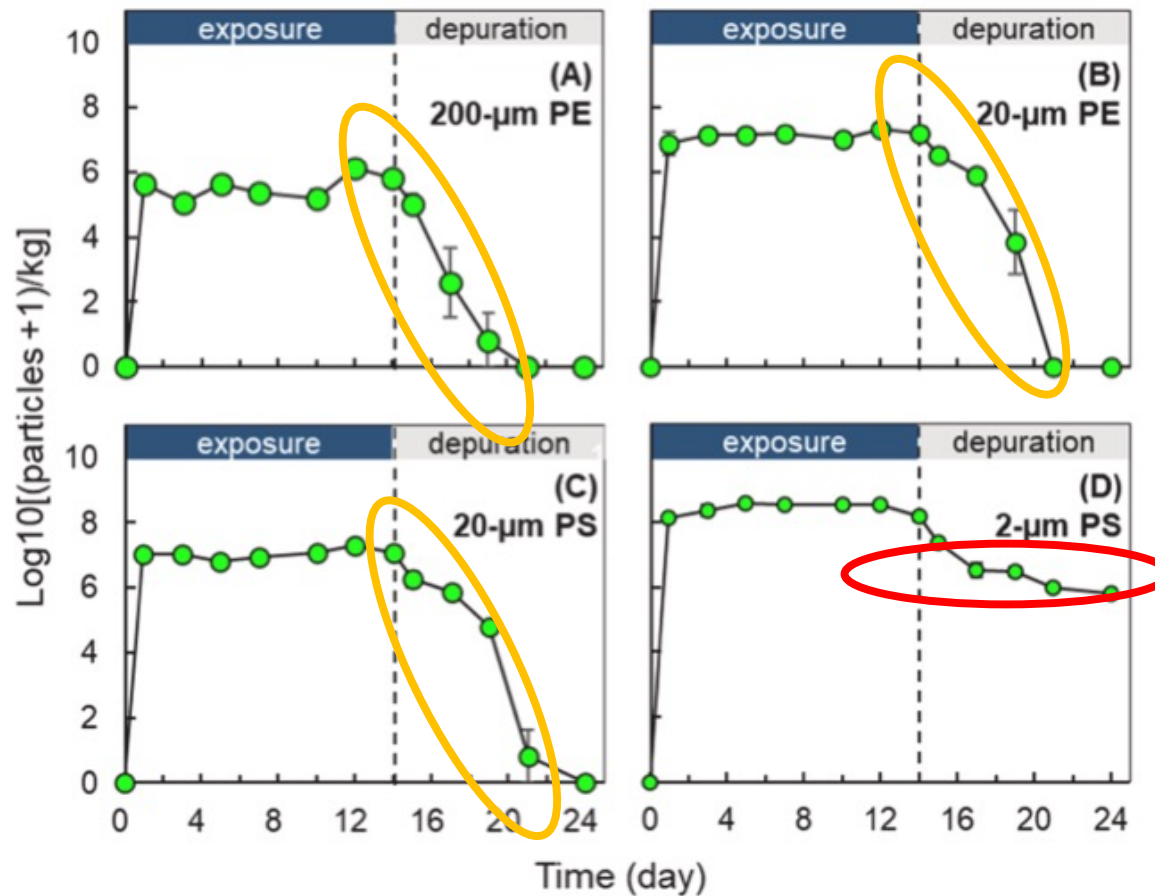 exposure depuration
(A)
200-µm PE
10
8
6
4
2
0
exposure depuration
(B)
20-µm PE
exposure depuration
(C)
20-µm PS
10
8
6
4
2
0
0 4 8 12 16 20 24
exposure depuration
(D)
2-µm PS
0 4 8 12 16 20 24
Log10[(particles +1)/kg]
Time (day)